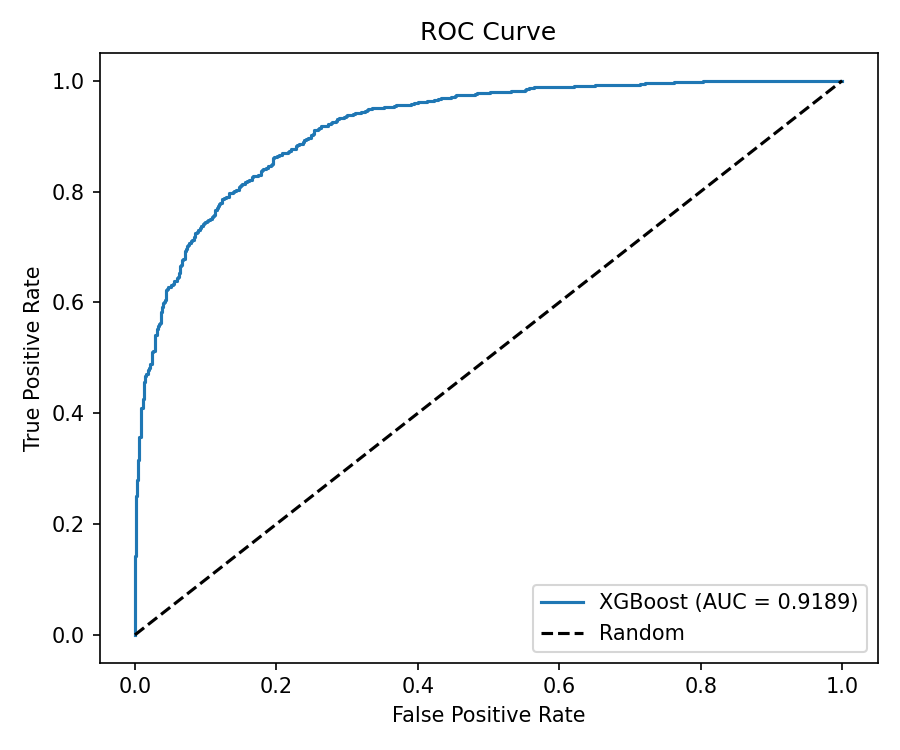 ROC Curve
True Positive Rate
1.0
0.8
0.6
0.4
0.2
0.0
XGBoost (AUC = 0.9189)
Random
0.0 0.2 0.4 0.6 0.8 1.0
False Positive Rate